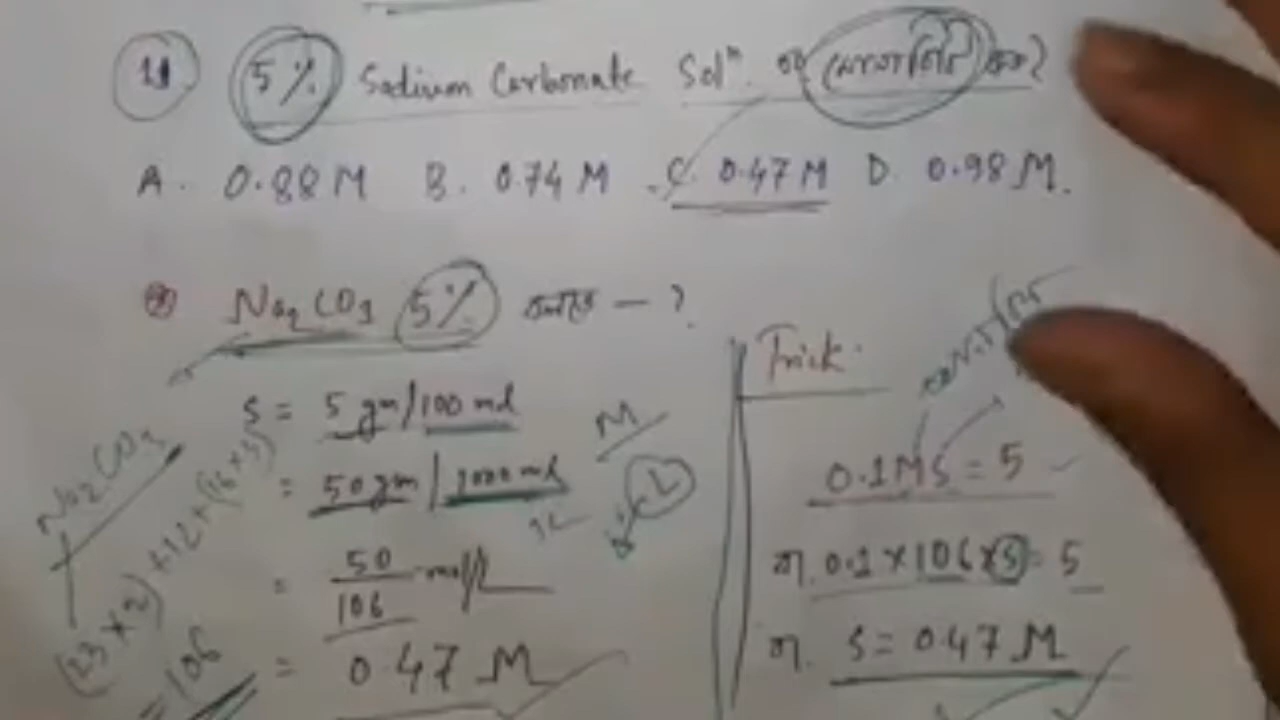 11 5% Sodium Carbonate Solⁿ. এর মোলারিটি কত?
A. 0.88 M B. 0.74 M C. 0.47 M D. 0.98 M.
Na₂CO₃ 5% — ?
S = 5 gm/100 ml
= 50 gm/1000 ml
1L
M
L
= 50/106 mol/L
= 0.47 M
Na₂CO₃
(23×2)+12+(16×3)
= 106
Trick.
0.1MS = 5
বা. 0.1×106×S = 5
বা. S = 0.47 M